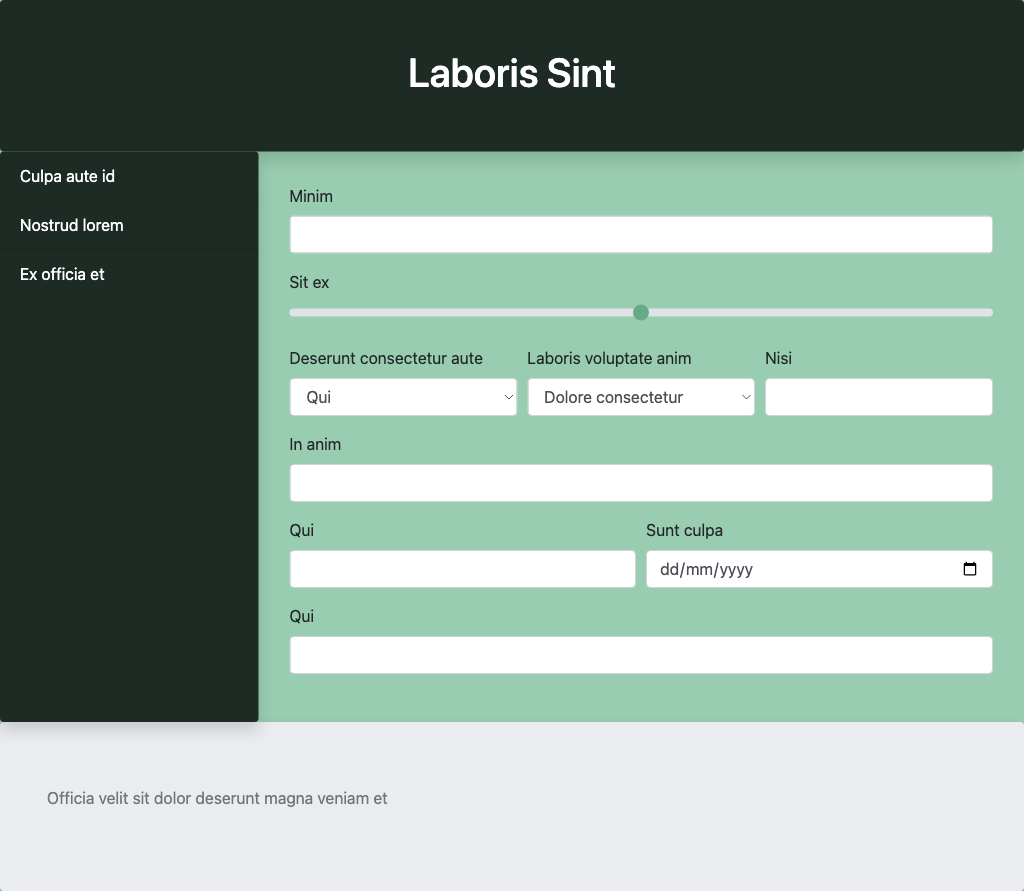 Laboris Sint
Culpa aute id
Nostrud lorem
Ex officia et
Minim
Sit ex
Deserunt consectetur aute
Laboris voluptate anim
Nisi
Qui
Dolore consectetur
In anim
Qui
Sunt culpa
dd/mm/yyyy
Qui
Officia velit sit dolor deserunt magna veniam et